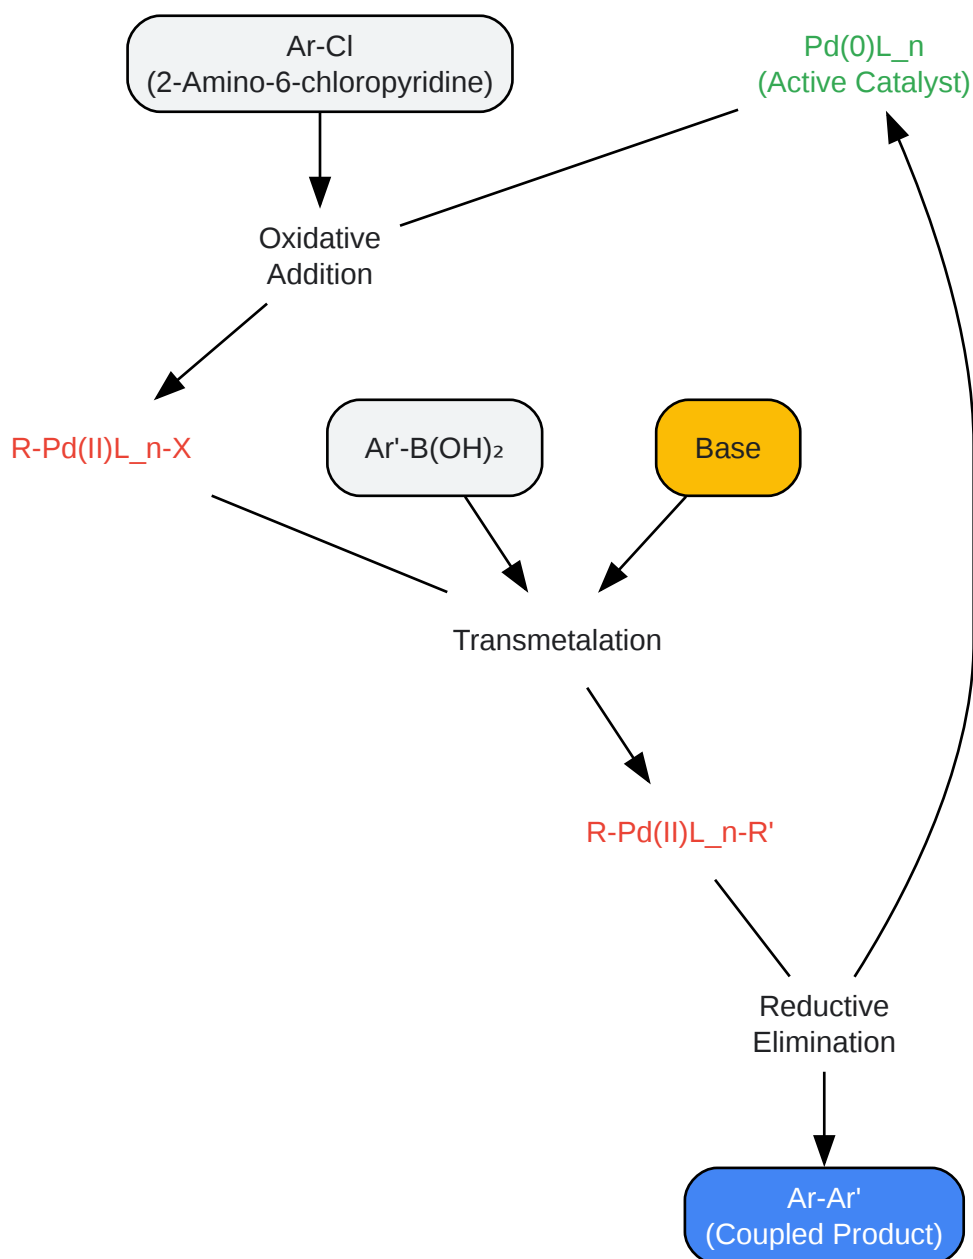 Ar-Cl
(2-Amino-6-chloropyridine)
Pd(0)L_n
(Active Catalyst)
Oxidative
Addition
R-Pd(II)L_n-X
Ar'-B(OH)₂
Base
Transmetalation
R-Pd(II)L_n-R'
Reductive
Elimination
Ar-Ar'
(Coupled Product)